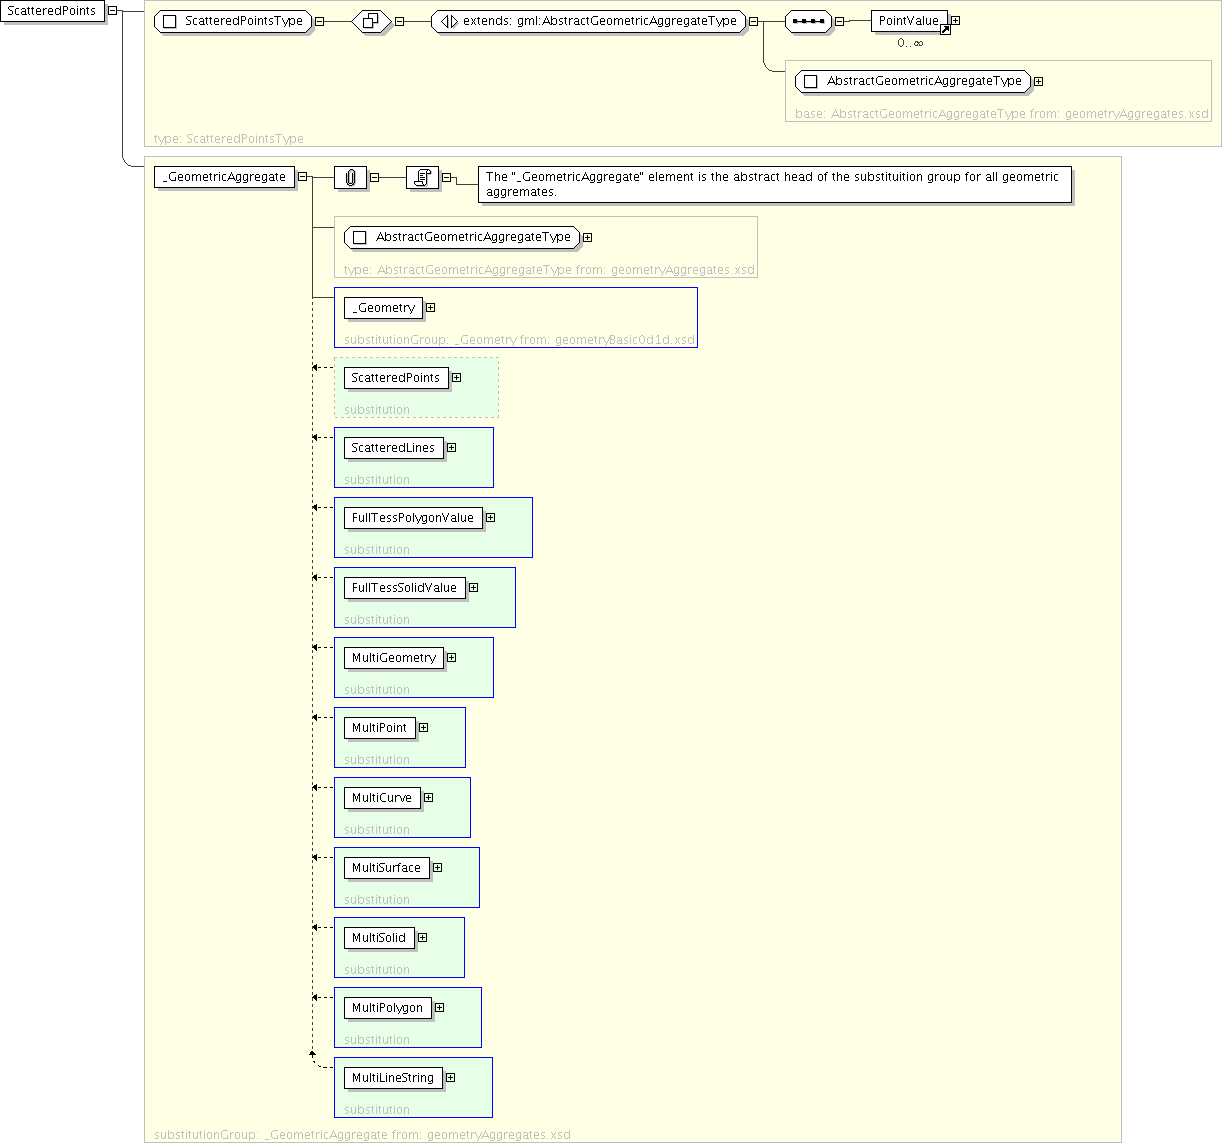 ScatteredPoints
ScatteredPointsType
extends: gml:AbstractGeometricAggregateType
PointValue
0..∞
AbstractGeometricAggregateType
base: AbstractGeometricAggregateType from: geometryAggregates.xsd
type: ScatteredPointsType
_GeometricAggregate
The "_GeometricAggregate" element is the abstract head of the substituition group for all geometric
aggremates.
AbstractGeometricAggregateType
type: AbstractGeometricAggregateType from: geometryAggregates.xsd
_Geometry
substitutionGroup: _Geometry from: geometryBasic0d1d.xsd
ScatteredPoints
substitution
ScatteredLines
substitution
FullTessPolygonValue
substitution
FullTessSolidValue
substitution
MultiGeometry
substitution
MultiPoint
substitution
MultiCurve
substitution
MultiSurface
substitution
MultiSolid
substitution
MultiPolygon
substitution
MultiLineString
substitution
substitutionGroup: _GeometricAggregate from: geometryAggregates.xsd